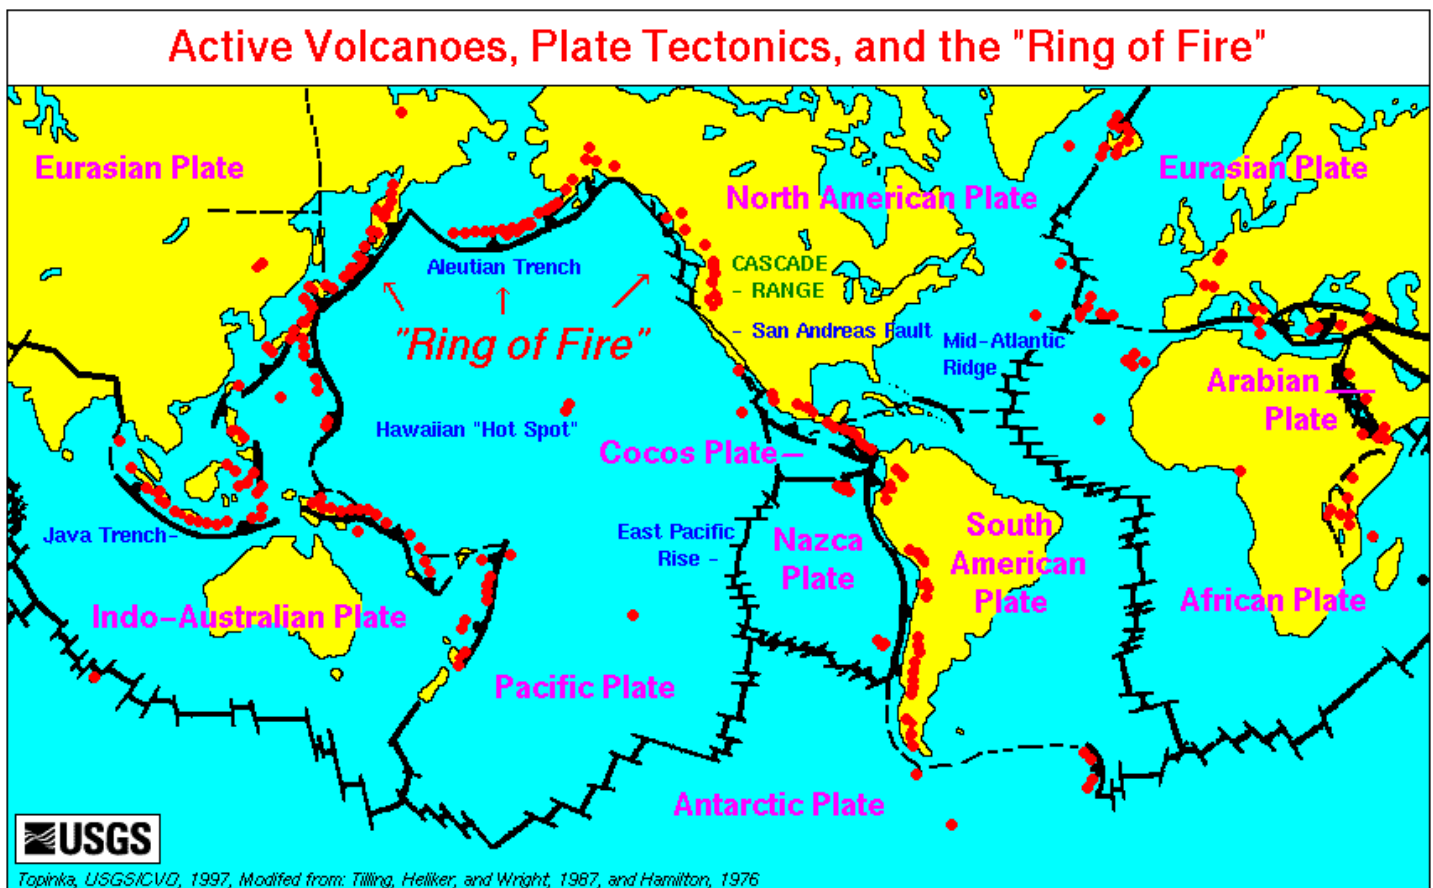 Active Volcanoes, Plate Tectonics, and the "Ring of Fire"
Eurasian Plate
North American Plate
Eurasian Plate
Aleutian Trench
CASCADE
- RANGE
"Ring of Fire"
- San Andreas Fault
Mid-Atlantic
Ridge
Arabian
Plate
Hawaiian "Hot Spot"
Cocos Plate
Java Trench-
East Pacific
Rise -
Nazca
Plate
South
American
Plate
Indo-Australian Plate
African Plate
Pacific Plate
Antarctic Plate
USGS
Topinka, USGS/CVO, 1997, Modifed from: Tilling, Heliker, and Wright, 1987, and Hamilton, 1976